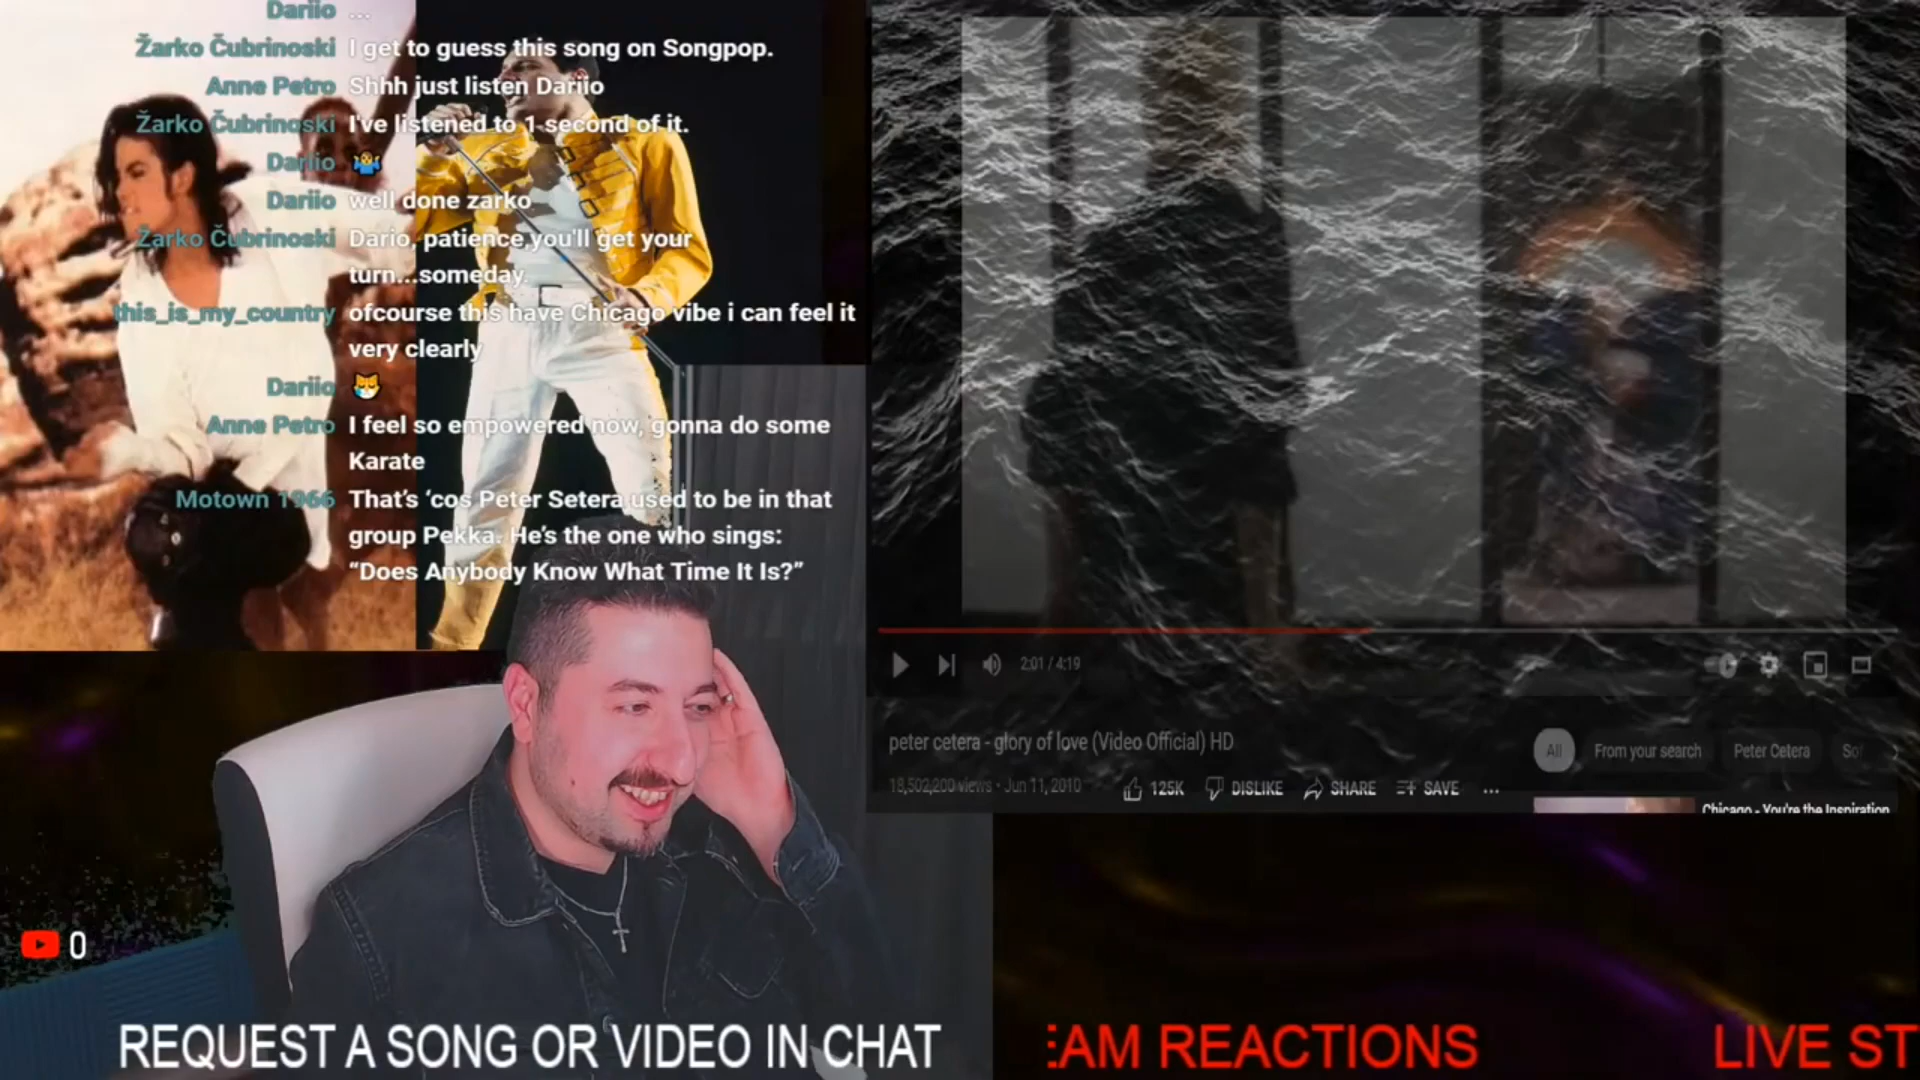 Dariio ...
Žarko Čubrinoski I get to guess this song on Songpop.
Anne Petro Shhh just listen Dariio
Žarko Čubrinoski I've listened to 1 second of it.
Dariio 🤷
Dariio well done zarko
Žarko Čubrinoski Dario, patience,you'll get your
turn...someday.
this_is_my_country ofcourse this have Chicago vibe i can feel it
very clearly
Dariio 😹
Anne Petro I feel so empowered now, gonna do some
Karate
Motown 1966 That's ‘cos Peter Setera used to be in that
group Pekka. He's the one who sings:
“Does Anybody Know What Time It Is?”
2:01 / 4:19
peter cetera - glory of love (Video Official) HD
18,502,200 views · Jun 11, 2010
125K DISLIKE SHARE SAVE ...
All From your search Peter Cetera So
Chicago - You're the Inspiration
0
REQUEST A SONG OR VIDEO IN CHAT
EAM REACTIONS LIVE ST